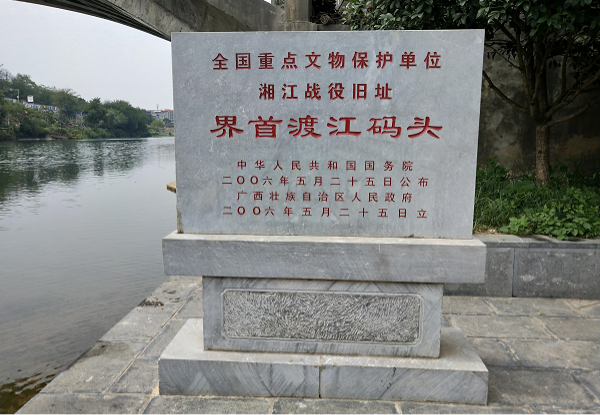 全国重点文物保护单位
湘江战役旧址
界首渡江码头
中华人民共和国国务院
二〇〇六年五月二十五日公布
广西壮族自治区人民政府
二〇〇六年五月二十五日立